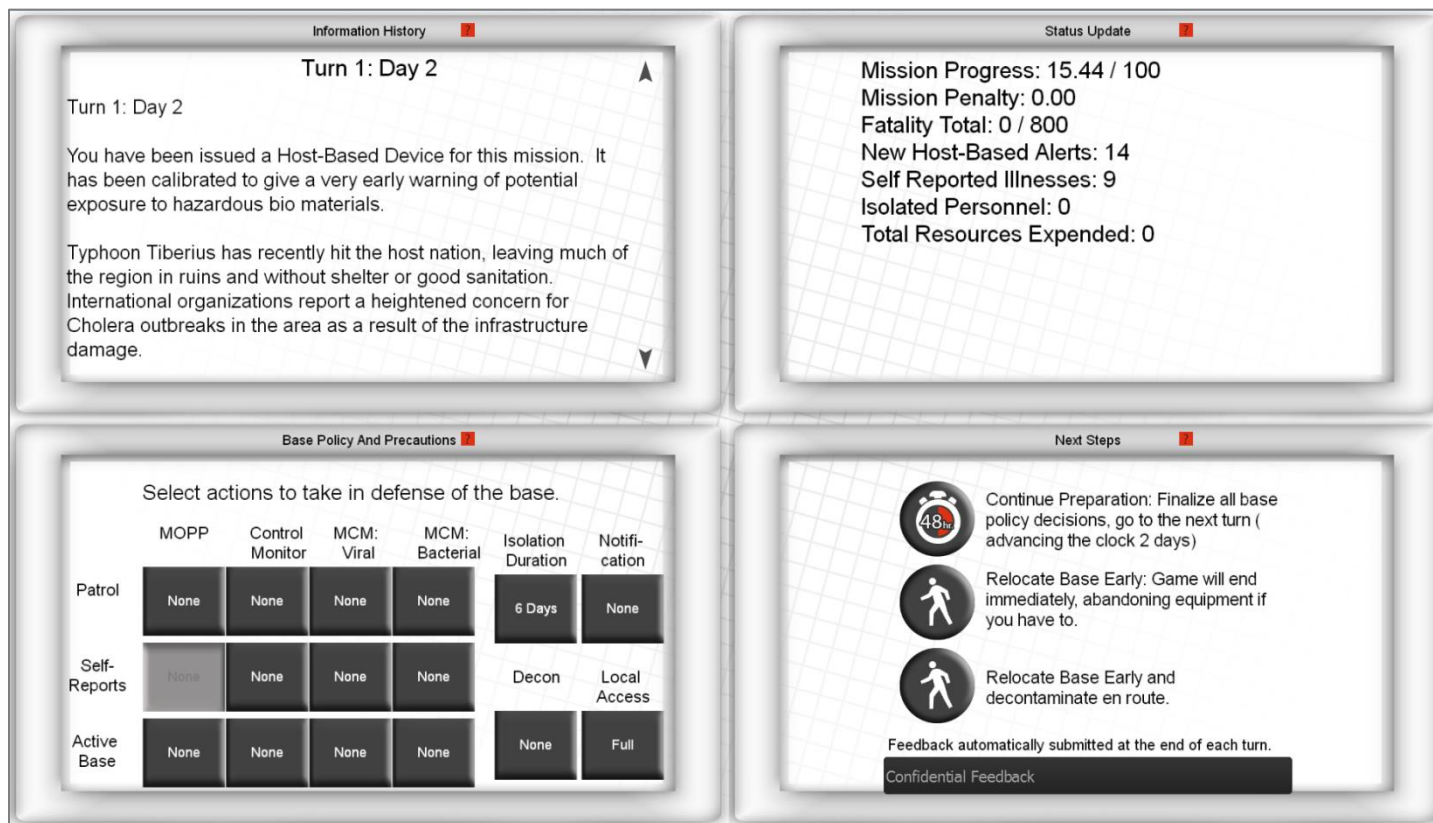 Information History ?
Turn 1: Day 2
Turn 1: Day 2
You have been issued a Host-Based Device for this mission. It
has been calibrated to give a very early warning of potential
exposure to hazardous bio materials.
Typhoon Tiberius has recently hit the host nation, leaving much of
the region in ruins and without shelter or good sanitation.
International organizations report a heightened concern for
Cholera outbreaks in the area as a result of the infrastructure
damage.
Status Update ?
Mission Progress: 15.44 / 100
Mission Penalty: 0.00
Fatality Total: 0 / 800
New Host-Based Alerts: 14
Self Reported Illnesses: 9
Isolated Personnel: 0
Total Resources Expended: 0
Base Policy And Precautions ?
Select actions to take in defense of the base.
MOPP Control Monitor MCM: Viral MCM: Bacterial Isolation Duration Notifi-cation
Patrol None None None None 6 Days None
Self-Reports None None None None Decon Local Access
Active Base None None None None None Full
Next Steps ?
48hr.
Continue Preparation: Finalize all base
policy decisions, go to the next turn (
advancing the clock 2 days)
Relocate Base Early: Game will end
immediately, abandoning equipment if
you have to.
Relocate Base Early and
decontaminate en route.
Feedback automatically submitted at the end of each turn.
Confidential Feedback